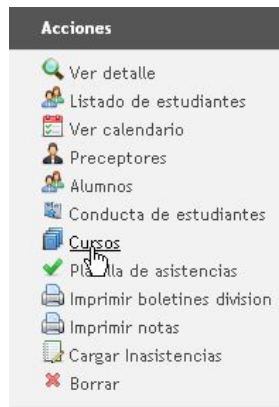 Acciones
Ver detalle
Listado de estudiantes
Ver calendario
Preceptores
Alumnos
Conducta de estudiantes
Cursos
Planilla de asistencias
Imprimir boletines division
Imprimir notas
Cargar Inasistencias
Borrar